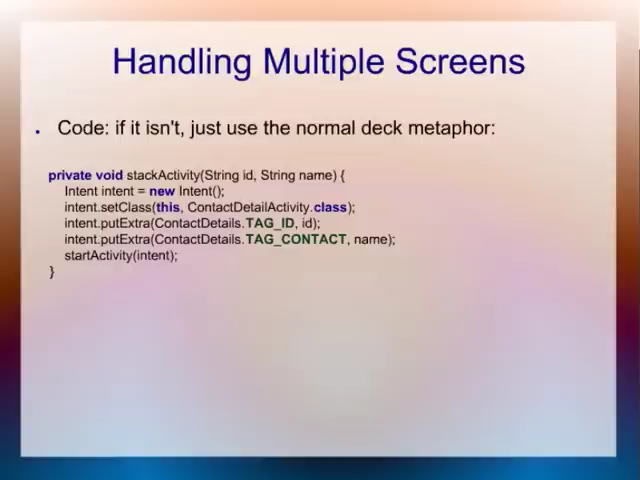 Handling Multiple Screens
• Code: if it isn't, just use the normal deck metaphor:
private void stackActivity(String id, String name) {
Intent intent = new Intent();
intent.setClass(this, ContactDetailActivity.class);
intent.putExtra(ContactDetails.TAG_ID, id);
intent.putExtra(ContactDetails.TAG_CONTACT, name);
startActivity(intent);
}